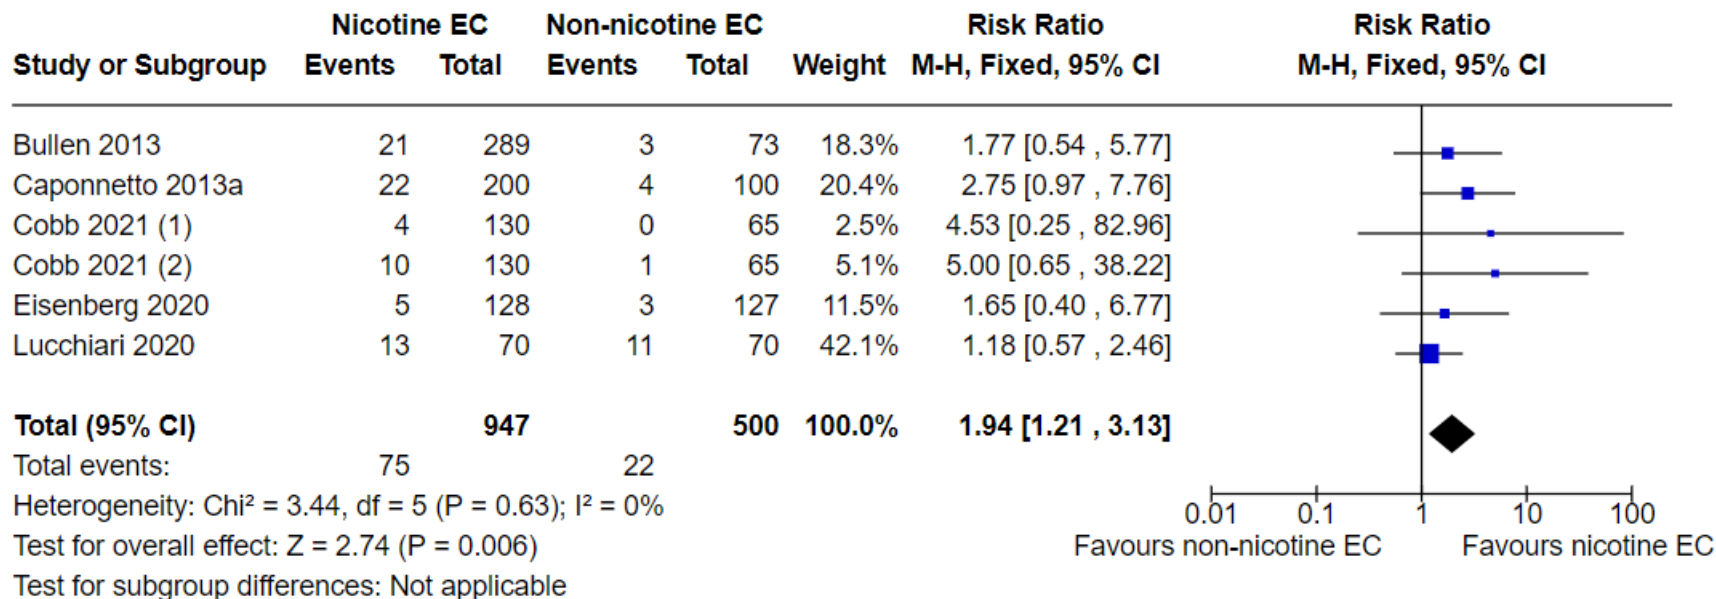 Nicotine EC Non-nicotine EC Risk Ratio Risk Ratio
Study or Subgroup Events Total Events Total Weight M-H, Fixed, 95% CI M-H, Fixed, 95% CI
Bullen 2013 21 289 3 73 18.3% 1.77 [0.54 , 5.77]
Caponnetto 2013a 22 200 4 100 20.4% 2.75 [0.97 , 7.76]
Cobb 2021 (1) 4 130 0 65 2.5% 4.53 [0.25 , 82.96]
Cobb 2021 (2) 10 130 1 65 5.1% 5.00 [0.65 , 38.22]
Eisenberg 2020 5 128 3 127 11.5% 1.65 [0.40 , 6.77]
Lucchiari 2020 13 70 11 70 42.1% 1.18 [0.57 , 2.46]
Total (95% CI) 947 500 100.0% 1.94 [1.21 , 3.13]
Total events: 75 22
Heterogeneity: Chi² = 3.44, df = 5 (P = 0.63); I² = 0%
0.01 0.1 1 10 100
Test for overall effect: Z = 2.74 (P = 0.006)
Favours non-nicotine EC Favours nicotine EC
Test for subgroup differences: Not applicable